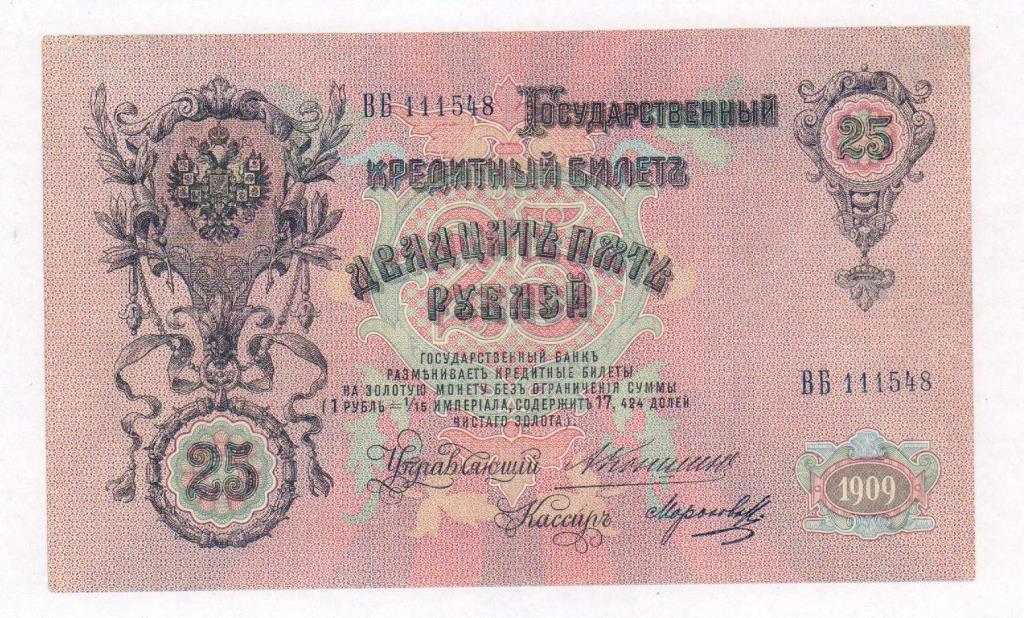 ВБ 111548
Государственный
Кредитный Билетъ
25
25
Двадцать Пять
Рублей
Государственный Банкъ
размѣниваетъ кредитные билеты
на золотую монету безъ ограниченія суммы
(1 рубль = 1/15 имперіала, содержитъ 17,424 долей
чистаго золота).
ВБ 111548
Управляющій
25
1909
Кассиръ